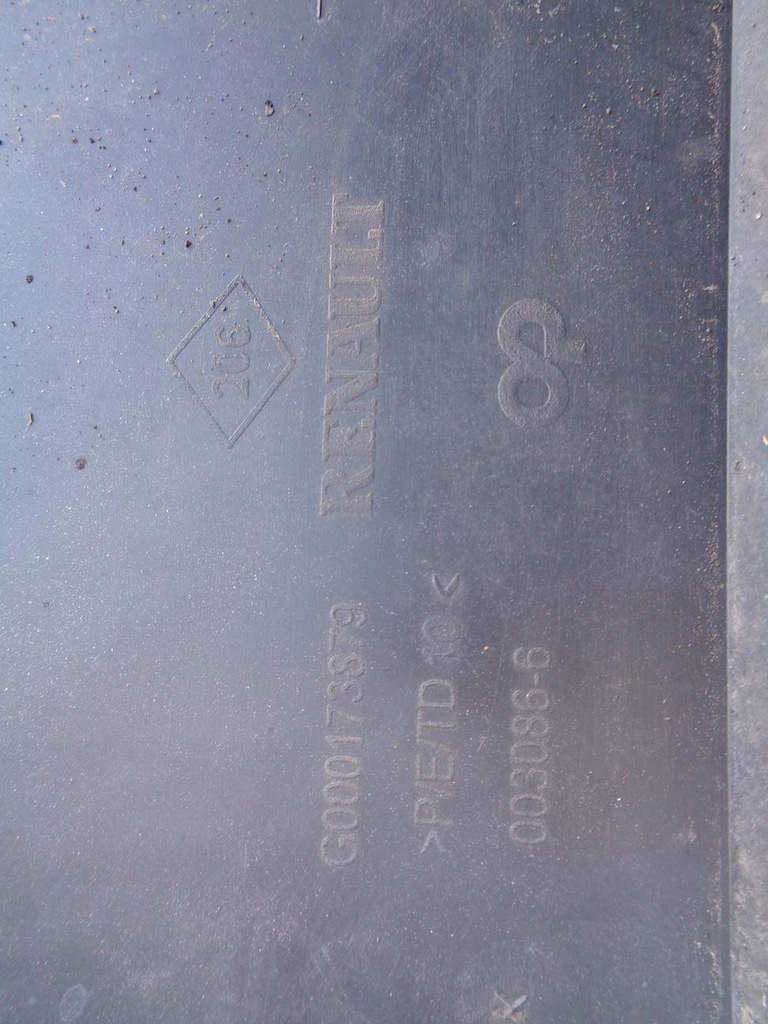 206
RENAULT
G000173879
>P/E/TD 10<
003086-6